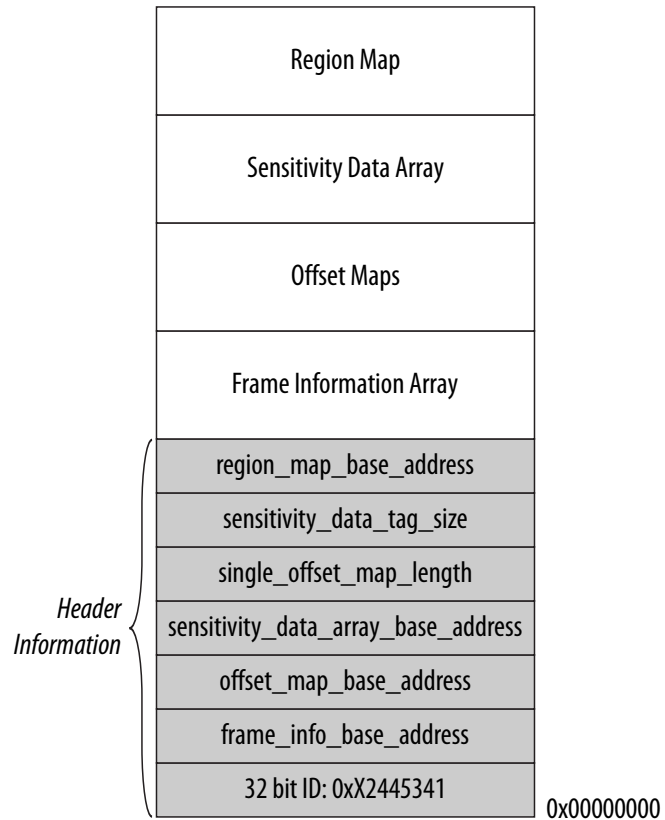 Region Map
Sensitivity Data Array
Offset Maps
Frame Information Array
region_map_base_address
sensitivity_data_tag_size
single_offset_map_length
Header
Information
sensitivity_data_array_base_address
offset_map_base_address
frame_info_base_address
32 bit ID: 0xX2445341
0x00000000